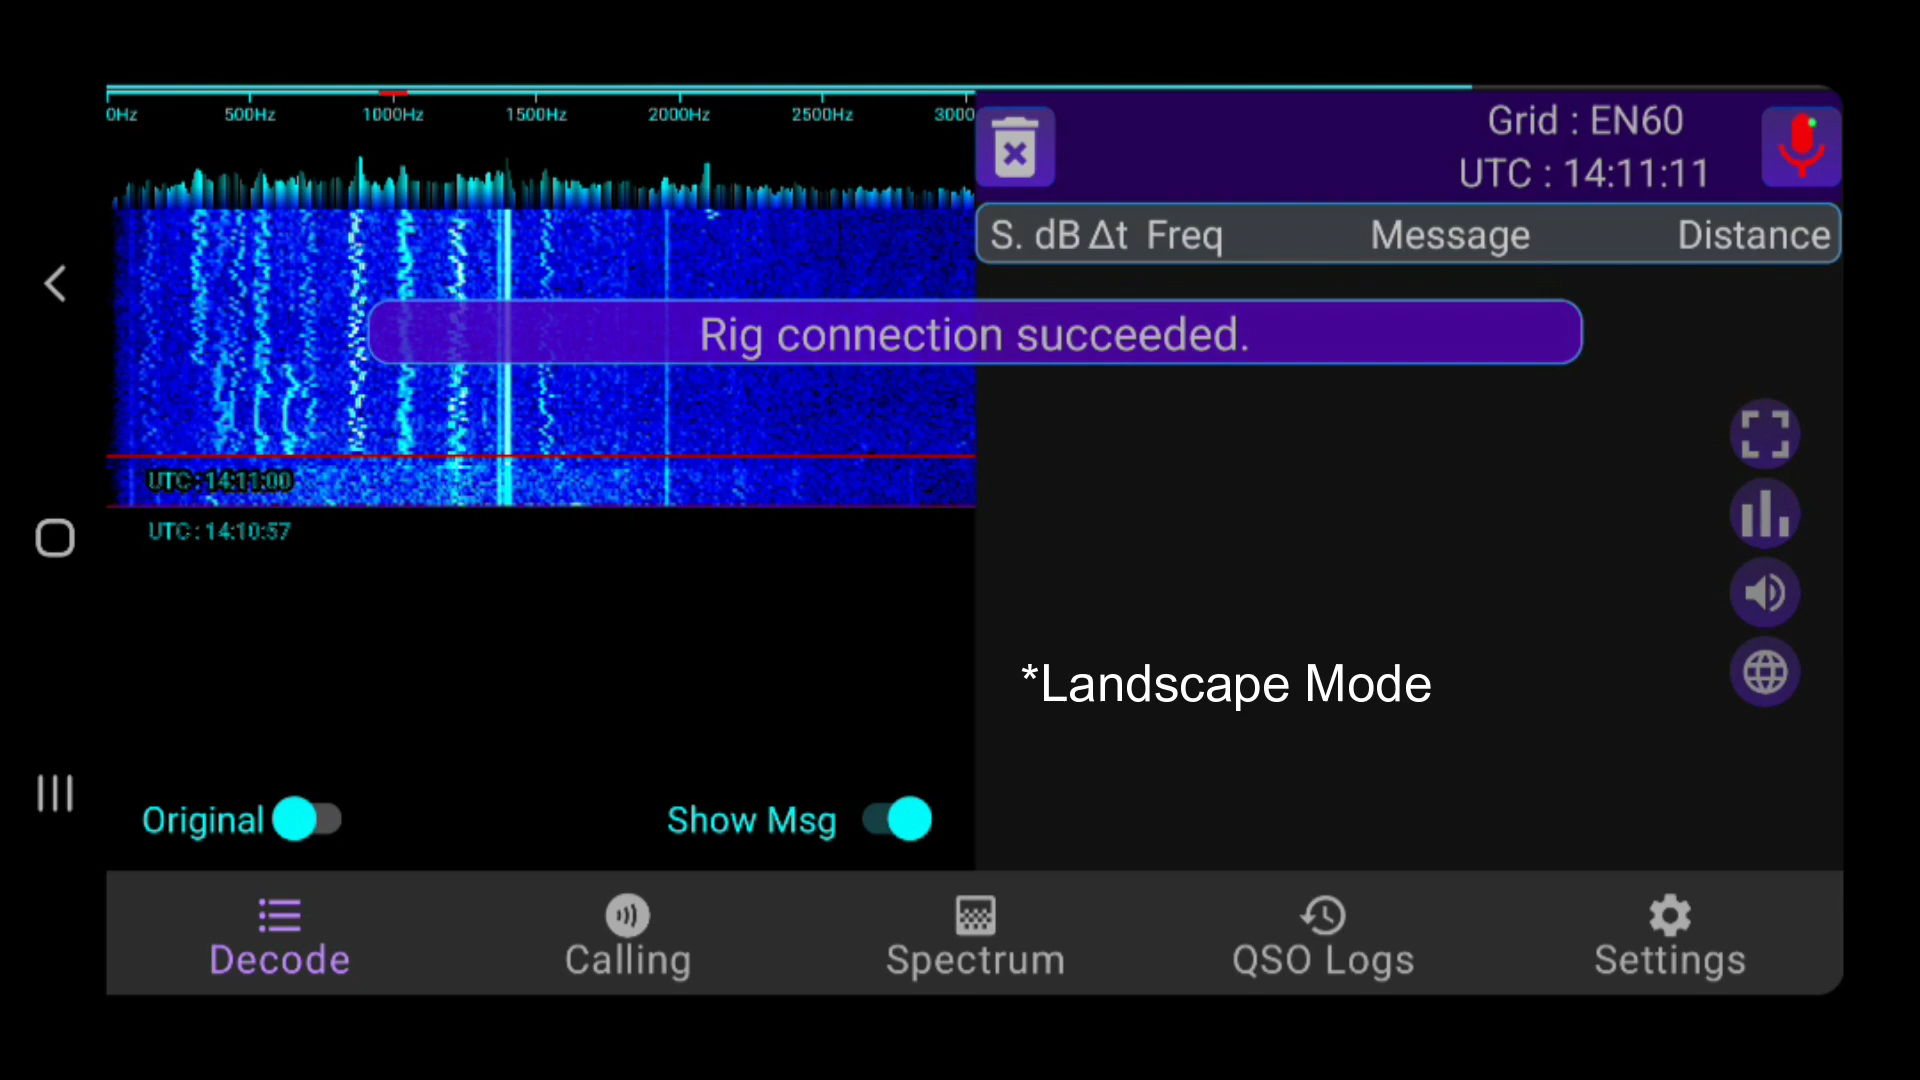 0Hz 500Hz 1000Hz 1500Hz 2000Hz 2500Hz 3000
Grid : EN60
UTC : 14:11:11
S. dB Δt Freq Message Distance
Rig connection succeeded.
UTC : 14:11:00
UTC : 14:10:57
*Landscape Mode
Original Show Msg
Decode Calling Spectrum QSO Logs Settings